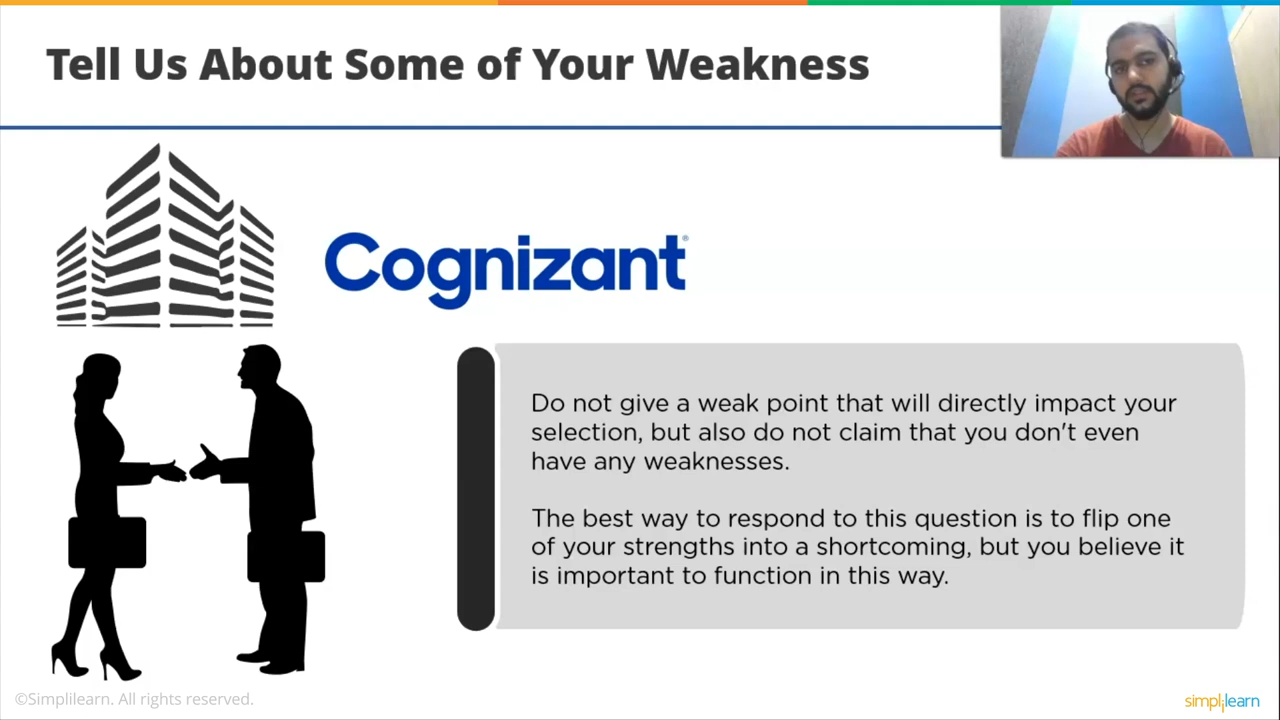 Tell Us About Some of Your Weakness
Cognizant®
Do not give a weak point that will directly impact your
selection, but also do not claim that you don't even
have any weaknesses.
The best way to respond to this question is to flip one
of your strengths into a shortcoming, but you believe it
is important to function in this way.
©Simplilearn. All rights reserved.
simplilearn